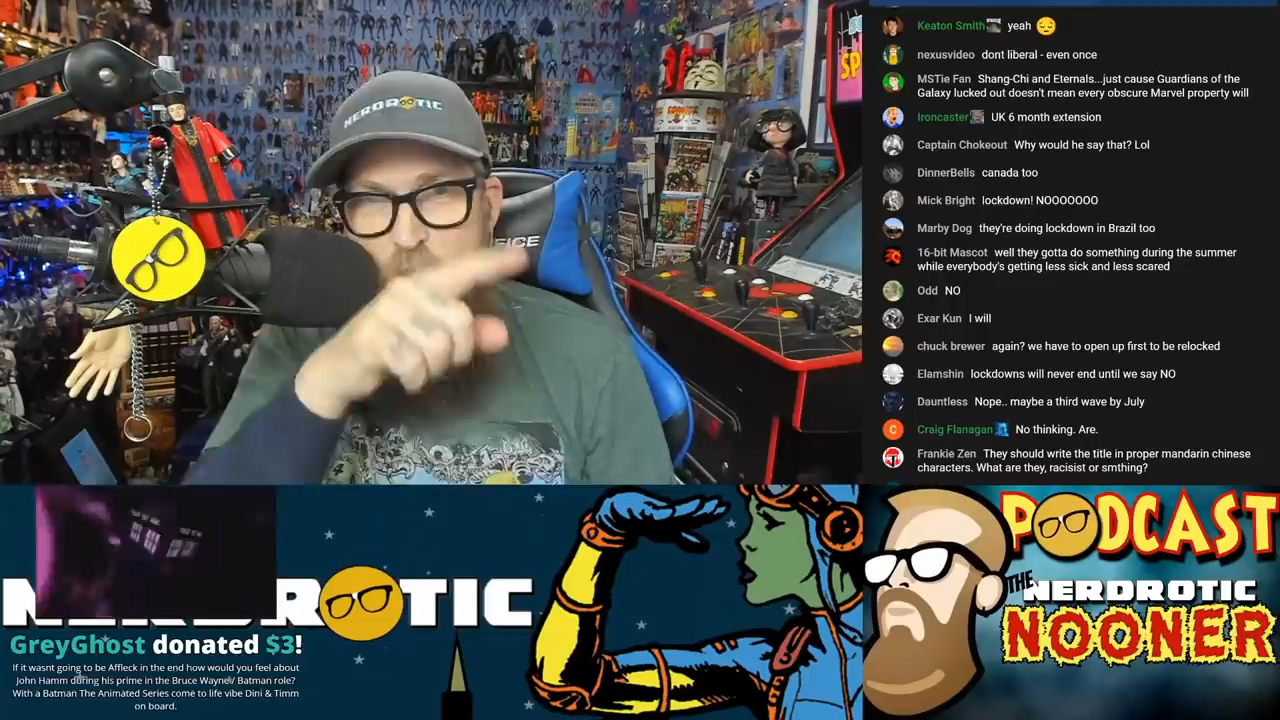 Keaton Smith yeah
nexusvideo dont liberal - even once
MSTie Fan Shang-Chi and Eternals...just cause Guardians of the
Galaxy lucked out doesn't mean every obscure Marvel property will
Ironcaster UK 6 month extension
Captain Chokeout Why would he say that? Lol
DinnerBells canada too
Mick Bright lockdown! NOOOOOOO
Marby Dog they're doing lockdown in Brazil too
16-bit Mascot well they gotta do something during the summer
while everybody's getting less sick and less scared
Odd NO
Exar Kun I will
chuck brewer again? we have to open up first to be relocked
Elamshin lockdowns will never end until we say NO
Dauntless Nope.. maybe a third wave by July
C Craig Flanagan No thinking. Are.
Frankie Zen They should write the title in proper mandarin chinese
characters. What are they, racisist or smthing?
NERDROTIC
SP
COMICS
NERDROTIC
GreyGhost donated $3!
If it wasnt going to be Affleck in the end how would you feel about
John Hamm during his prime in the Bruce Wayne/ Batman role?
With a Batman The Animated Series come to life vibe Dini & Timm
on board.
PODCAST
THE
NERDROTIC
NOONER